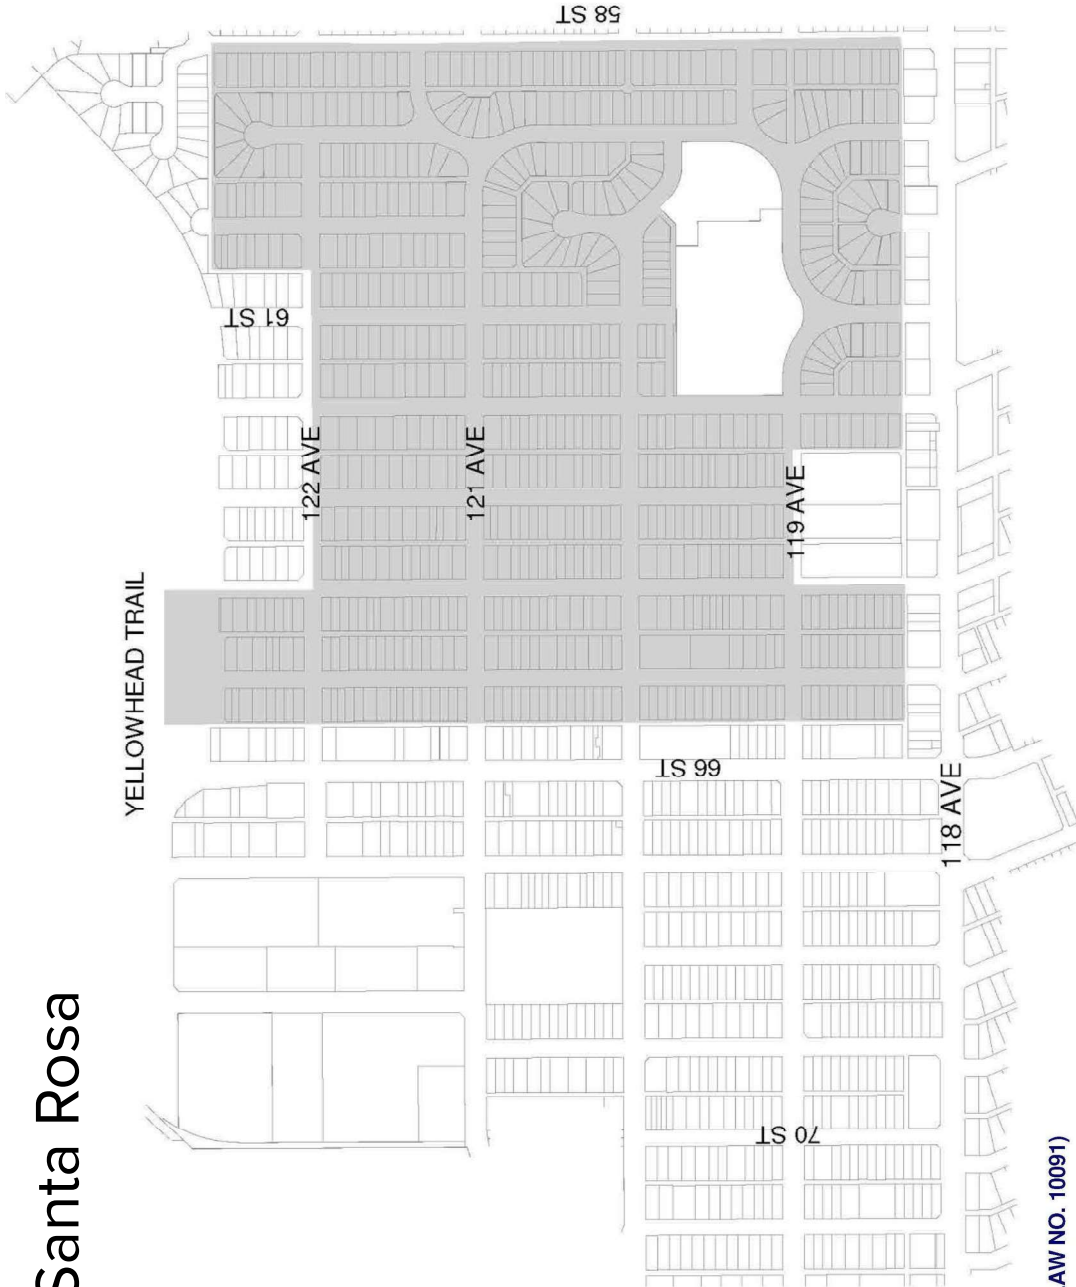 Santa Rosa
YELLOWHEAD TRAIL
122 AVE
121 AVE
119 AVE
118 AVE
58 ST
61 ST
66 ST
70 ST
AW NO. 10091)